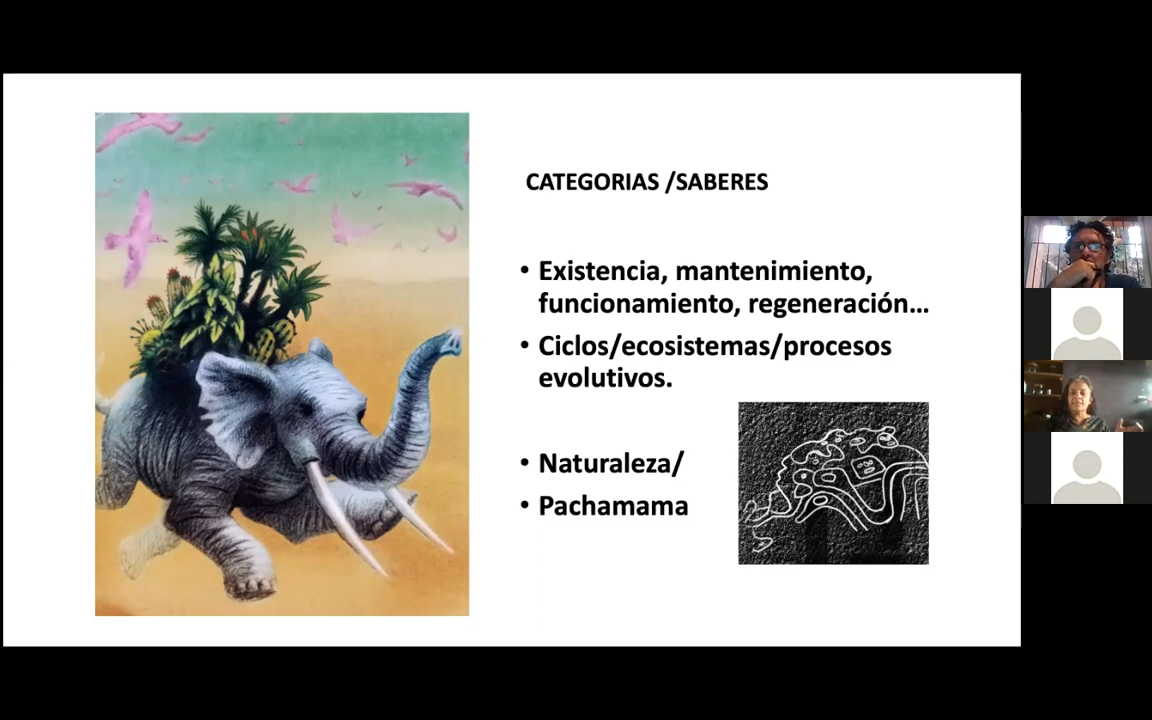 CATEGORIAS /SABERES
• Existencia, mantenimiento,
funcionamiento, regeneración...
• Ciclos/ecosistemas/procesos
evolutivos.
• Naturaleza/
• Pachamama